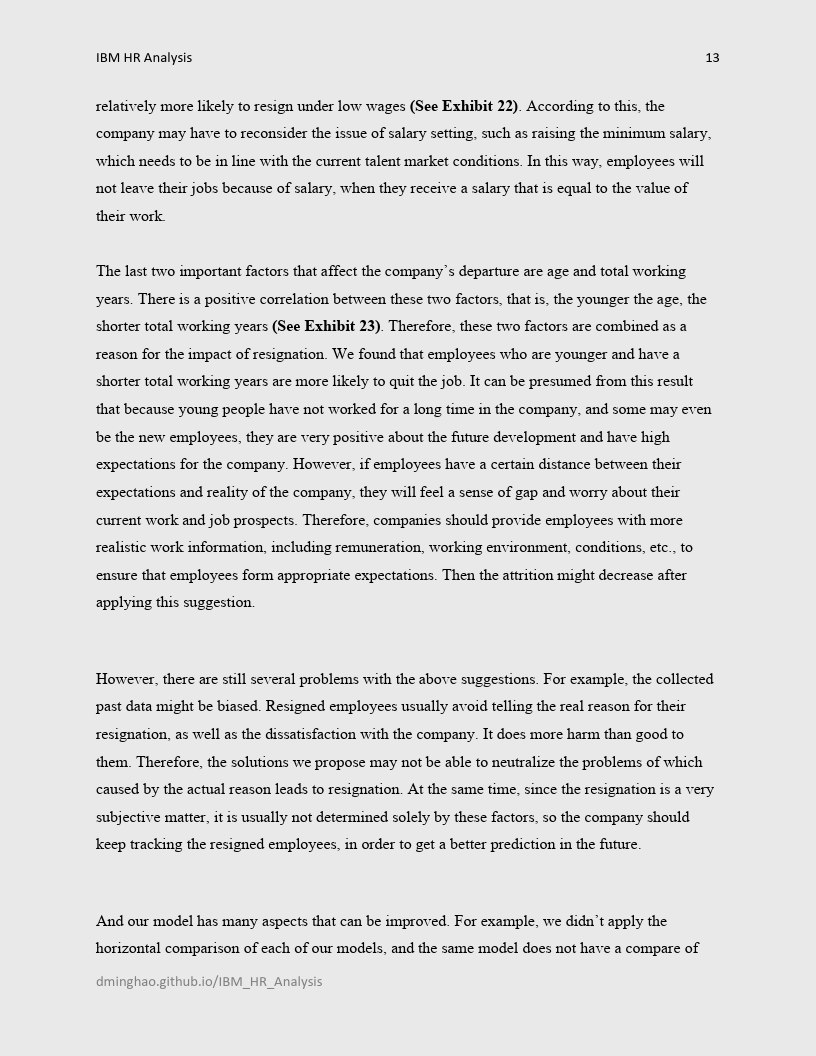 IBM HR Analysis 13
relatively more likely to resign under low wages (See Exhibit 22). According to this, the
company may have to reconsider the issue of salary setting, such as raising the minimum salary,
which needs to be in line with the current talent market conditions. In this way, employees will
not leave their jobs because of salary, when they receive a salary that is equal to the value of
their work.
The last two important factors that affect the company’s departure are age and total working
years. There is a positive correlation between these two factors, that is, the younger the age, the
shorter total working years (See Exhibit 23). Therefore, these two factors are combined as a
reason for the impact of resignation. We found that employees who are younger and have a
shorter total working years are more likely to quit the job. It can be presumed from this result
that because young people have not worked for a long time in the company, and some may even
be the new employees, they are very positive about the future development and have high
expectations for the company. However, if employees have a certain distance between their
expectations and reality of the company, they will feel a sense of gap and worry about their
current work and job prospects. Therefore, companies should provide employees with more
realistic work information, including remuneration, working environment, conditions, etc., to
ensure that employees form appropriate expectations. Then the attrition might decrease after
applying this suggestion.
However, there are still several problems with the above suggestions. For example, the collected
past data might be biased. Resigned employees usually avoid telling the real reason for their
resignation, as well as the dissatisfaction with the company. It does more harm than good to
them. Therefore, the solutions we propose may not be able to neutralize the problems of which
caused by the actual reason leads to resignation. At the same time, since the resignation is a very
subjective matter, it is usually not determined solely by these factors, so the company should
keep tracking the resigned employees, in order to get a better prediction in the future.
And our model has many aspects that can be improved. For example, we didn’t apply the
horizontal comparison of each of our models, and the same model does not have a compare of
dminghao.github.io/IBM_HR_Analysis